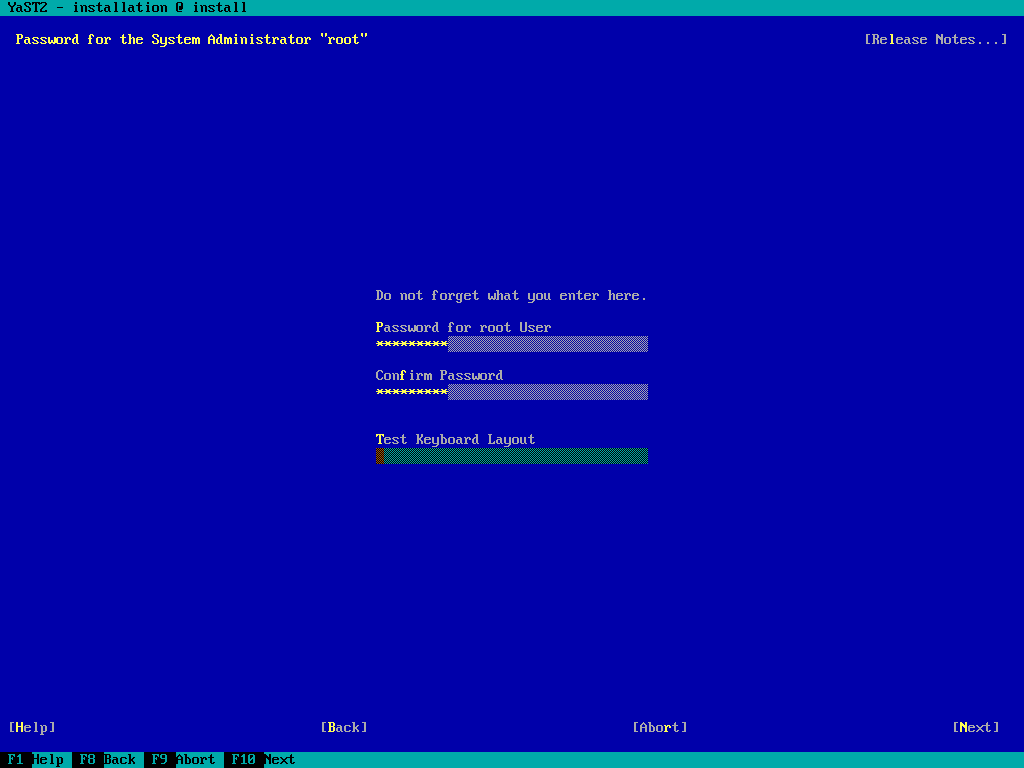 YaST2 - installation @ install
Password for the System Administrator "root" [Release Notes...]
Do not forget what you enter here.
Password for root User
*********
Confirm Password
*********
Test Keyboard Layout
[Help] [Back] [Abort] [Next]
F1 Help F8 Back F9 Abort F10 Next